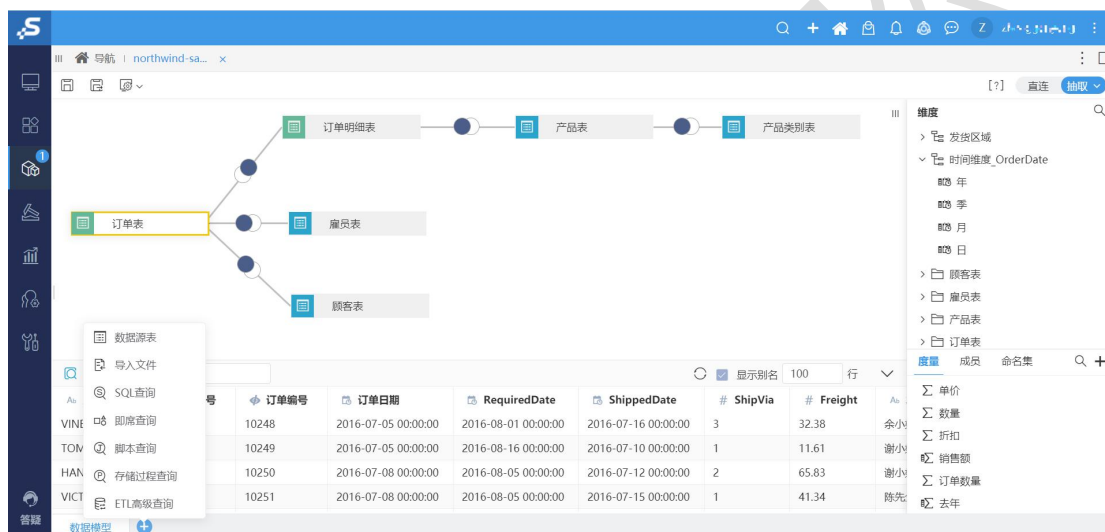 Z
导航 northwind-sa... ×
[?] 直连 抽取
1
订单明细表 产品表 产品类别表
订单表 雇员表
顾客表
维度
发货区域
时间维度_OrderDate
年
季
月
日
顾客表
雇员表
产品表
订单表
度量 成员 命名集
单价
数量
折扣
销售额
订单数量
去年
数据源表
导入文件
SQL查询
即席查询
脚本查询
存储过程查询
ETL高级查询
显示别名 100 行
号 订单编号 订单日期 RequiredDate ShippedDate # ShipVia # Freight
VINE 10248 2016-07-05 00:00:00 2016-08-01 00:00:00 2016-07-16 00:00:00 3 32.38 余小
TOM 10249 2016-07-05 00:00:00 2016-08-16 00:00:00 2016-07-10 00:00:00 1 11.61 谢小
HAN 10250 2016-07-08 00:00:00 2016-08-05 00:00:00 2016-07-12 00:00:00 2 65.83 谢小
VICT 10251 2016-07-08 00:00:00 2016-08-05 00:00:00 2016-07-15 00:00:00 1 41.34 陈先
答疑
数据模型